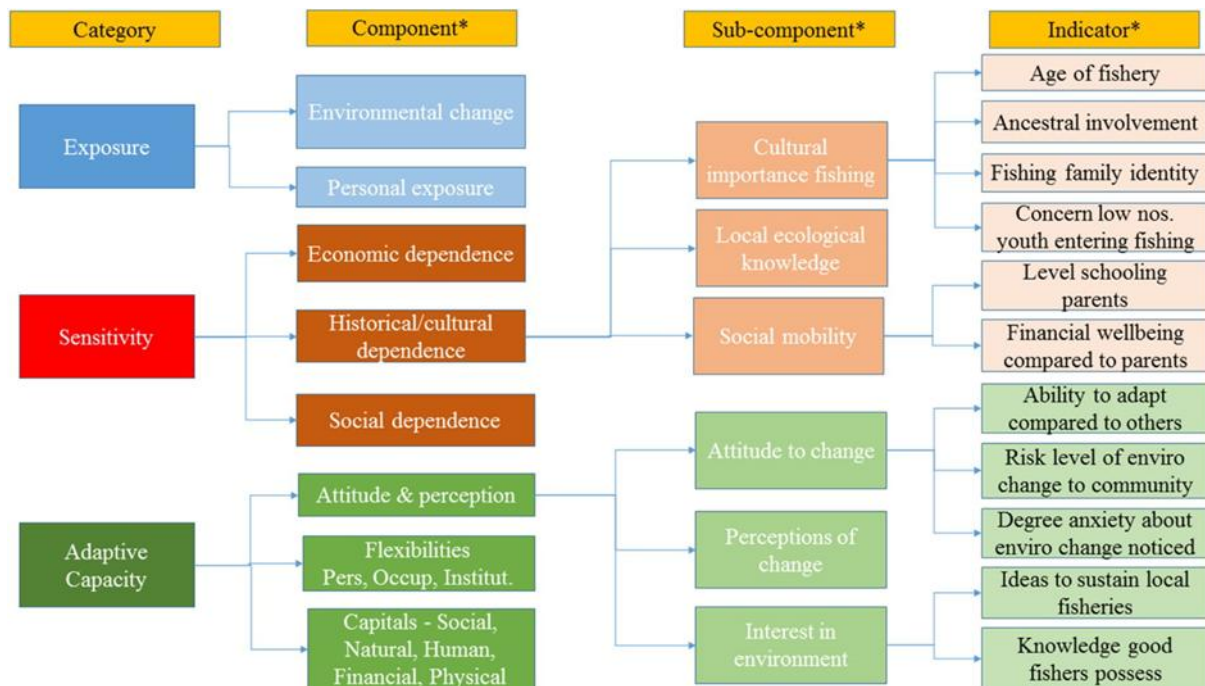 Category
Component*
Sub-component*
Indicator*
Exposure
Environmental change
Personal exposure
Sensitivity
Economic dependence
Historical/cultural
dependence
Social dependence
Adaptive
Capacity
Attitude & perception
Flexibilities
Pers, Occup, Institut.
Capitals - Social,
Natural, Human,
Financial, Physical
Cultural
importance fishing
Local ecological
knowledge
Social mobility
Attitude to change
Perceptions of
change
Interest in
environment
Age of fishery
Ancestral involvement
Fishing family identity
Concern low nos.
youth entering fishing
Level schooling
parents
Financial wellbeing
compared to parents
Ability to adapt
compared to others
Risk level of enviro
change to community
Degree anxiety about
enviro change noticed
Ideas to sustain local
fisheries
Knowledge good
fishers possess